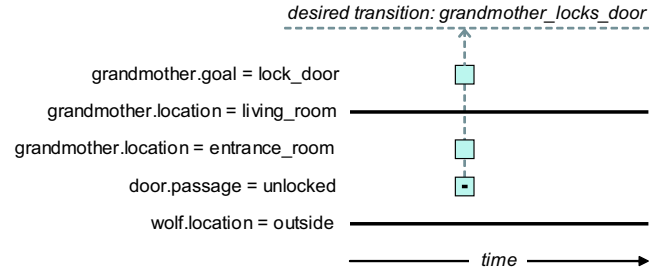 desired transition: grandmother_locks_door
grandmother.goal = lock_door
grandmother.location = living_room
grandmother.location = entrance_room
door.passage = unlocked
wolf.location = outside
time